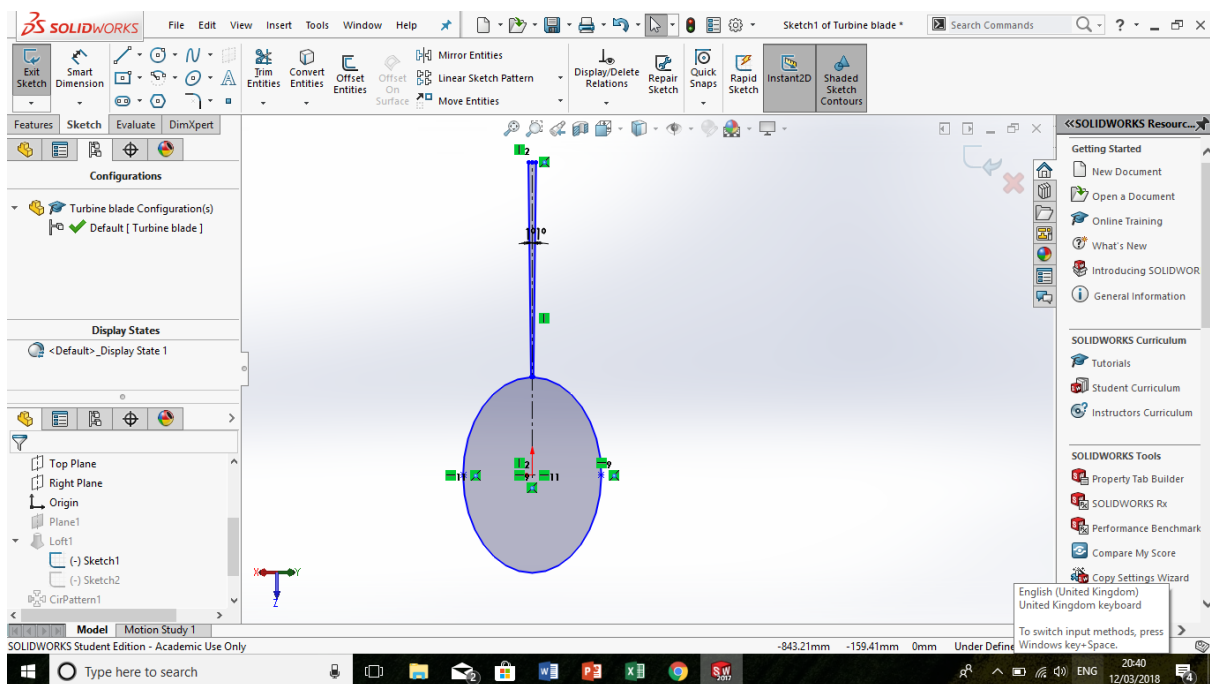 SOLIDWORKS File Edit View Insert Tools Window Help Sketch1 of Turbine blade * Search Commands ?
Exit Sketch
Smart Dimension
Trim Entities
Convert Entities
Offset Entities
Offset On Surface
Mirror Entities
Linear Sketch Pattern
Move Entities
Display/Delete Relations
Repair Sketch
Quick Snaps
Rapid Sketch
Instant2D
Shaded Sketch Contours
Features Sketch Evaluate DimXpert
Configurations
Turbine blade Configuration(s)
Default [ Turbine blade ]
Display States
<Default>_Display State 1
Top Plane
Right Plane
Origin
Plane1
Loft1
(-) Sketch1
(-) Sketch2
CirPattern1
2
1° 1°
2
1 9 11 9
X Y
Z
<<SOLIDWORKS Resourc...
Getting Started
New Document
Open a Document
Online Training
What's New
Introducing SOLIDWOR
General Information
SOLIDWORKS Curriculum
Tutorials
Student Curriculum
Instructors Curriculum
SOLIDWORKS Tools
Property Tab Builder
SOLIDWORKS Rx
Performance Benchmark
Compare My Score
Copy Settings Wizard
English (United Kingdom)
United Kingdom keyboard
To switch input methods, press
Windows key+Space.
Model Motion Study 1
SOLIDWORKS Student Edition - Academic Use Only -843.21mm -159.41mm 0mm Under Define
Type here to search
ENG
20:40
12/03/2018